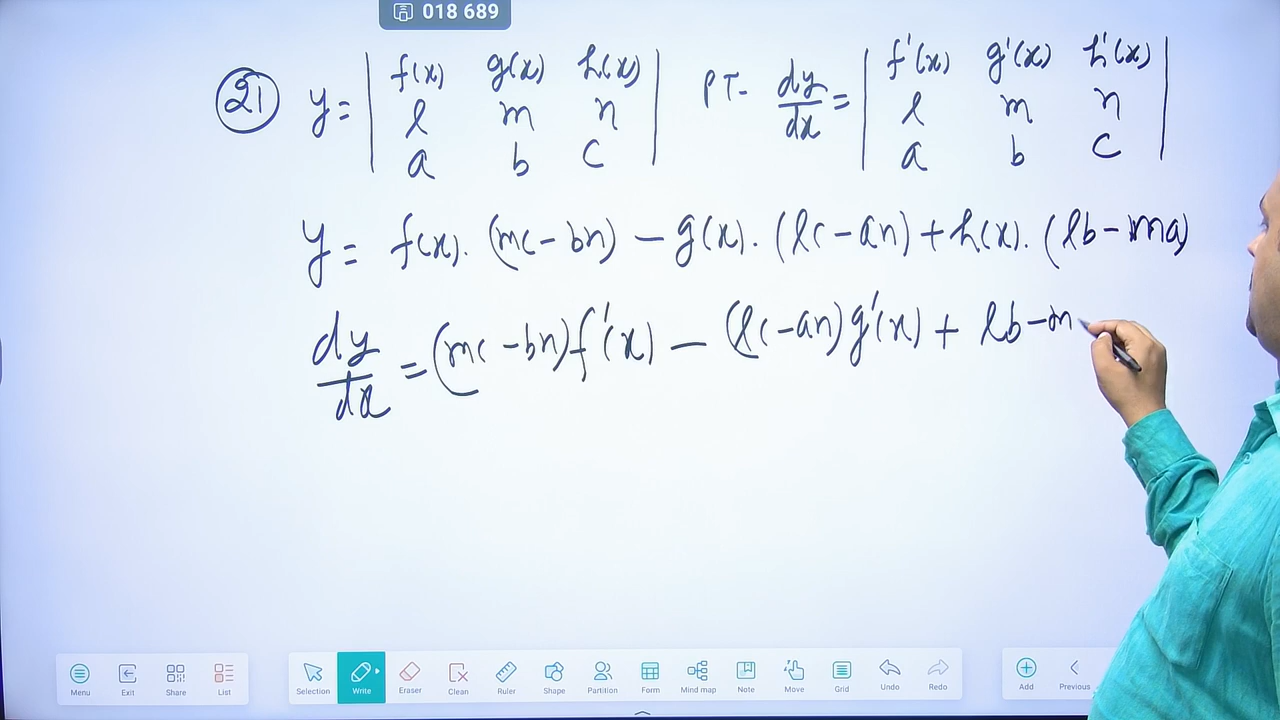 018 689
21 y = | f(x) g(x) h(x) | PT- dy/dx = | f'(x) g'(x) h'(x) |
l m n l m n
a b c a b c
y = f(x). (mc - bn) - g(x). (lc - an) + h(x). (lb - ma)
dy/dx = (mc - bn) f'(x) - (lc - an) g'(x) + lb - m
Menu Exit Share List Selection Write Eraser Clean Ruler Shape Partition Form Mind map Note Move Grid Undo Redo Add Previous